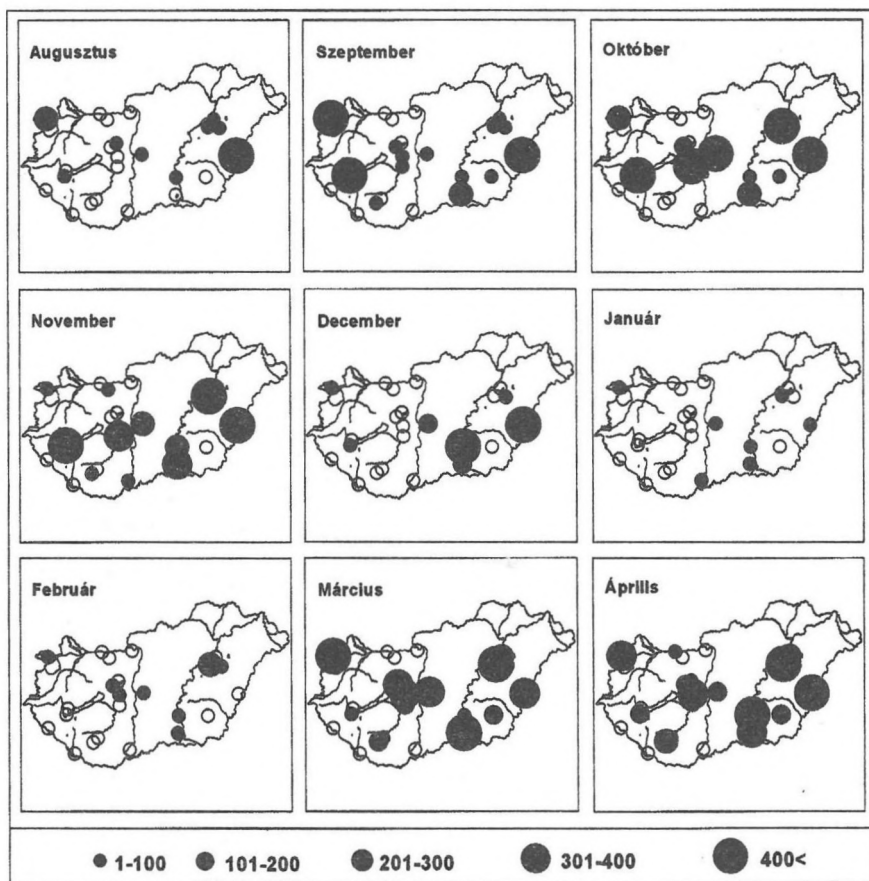 Augusztus Szeptember Október
November December Január
Február Március Április
1-100 101-200 201-300 301-400 400<